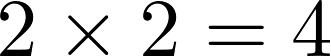 2 × 2 = 4